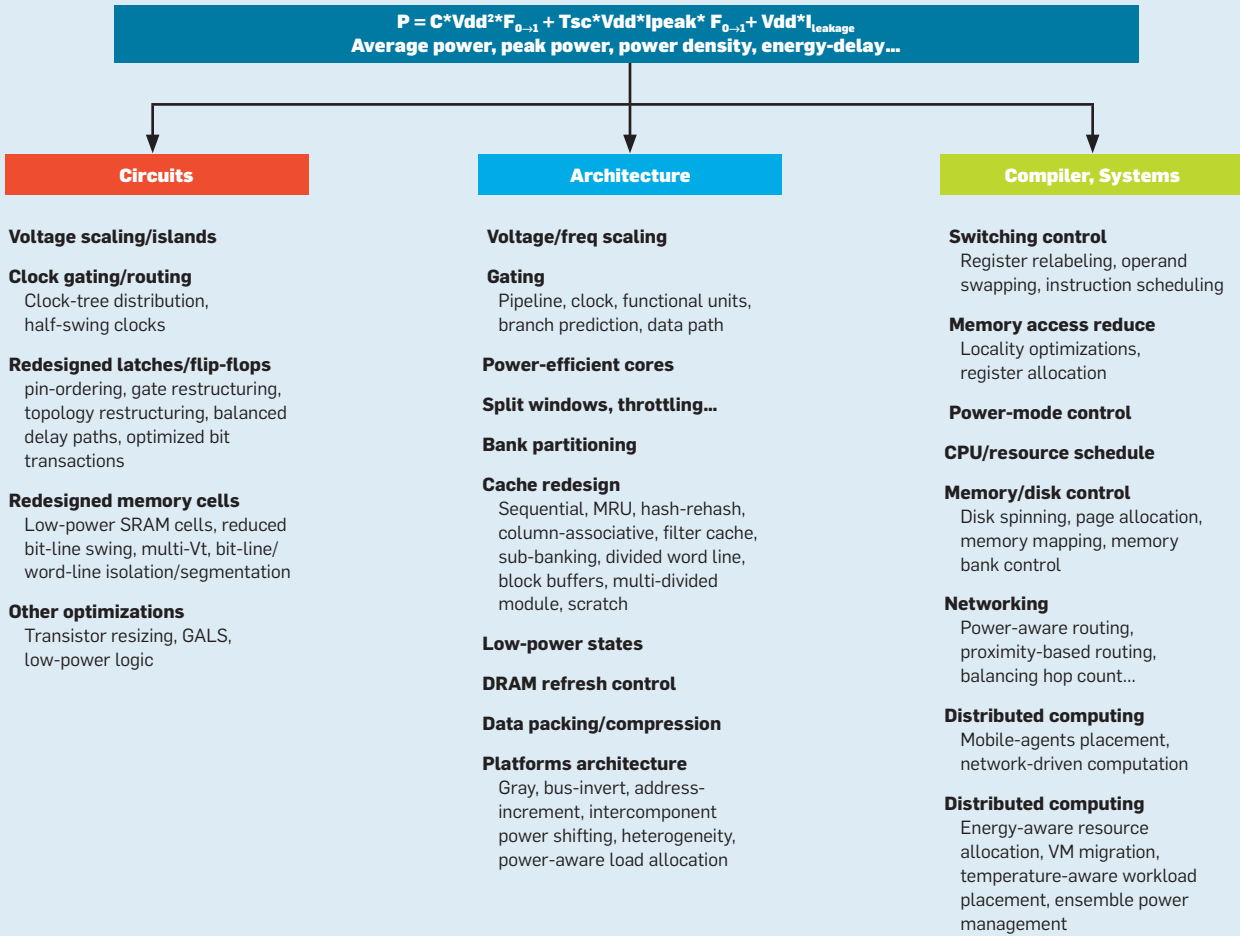 P = C*Vdd²*F0→1 + Tsc*Vdd*Ipeak* F0→1+ Vdd*Ileakage
Average power, peak power, power density, energy-delay…
Circuits
Voltage scaling/islands
Clock gating/routing
Clock-tree distribution,
half-swing clocks
Redesigned latches/flip-flops
pin-ordering, gate restructuring,
topology restructuring, balanced
delay paths, optimized bit
transactions
Redesigned memory cells
Low-power SRAM cells, reduced
bit-line swing, multi-Vt, bit-line/
word-line isolation/segmentation
Other optimizations
Transistor resizing, GALS,
low-power logic
Architecture
Voltage/freq scaling
Gating
Pipeline, clock, functional units,
branch prediction, data path
Power-efficient cores
Split windows, throttling…
Bank partitioning
Cache redesign
Sequential, MRU, hash-rehash,
column-associative, filter cache,
sub-banking, divided word line,
block buffers, multi-divided
module, scratch
Low-power states
DRAM refresh control
Data packing/compression
Platforms architecture
Gray, bus-invert, address-
increment, intercomponent
power shifting, heterogeneity,
power-aware load allocation
Compiler, Systems
Switching control
Register relabeling, operand
swapping, instruction scheduling
Memory access reduce
Locality optimizations,
register allocation
Power-mode control
CPU/resource schedule
Memory/disk control
Disk spinning, page allocation,
memory mapping, memory
bank control
Networking
Power-aware routing,
proximity-based routing,
balancing hop count…
Distributed computing
Mobile-agents placement,
network-driven computation
Distributed computing
Energy-aware resource
allocation, VM migration,
temperature-aware workload
placement, ensemble power
management